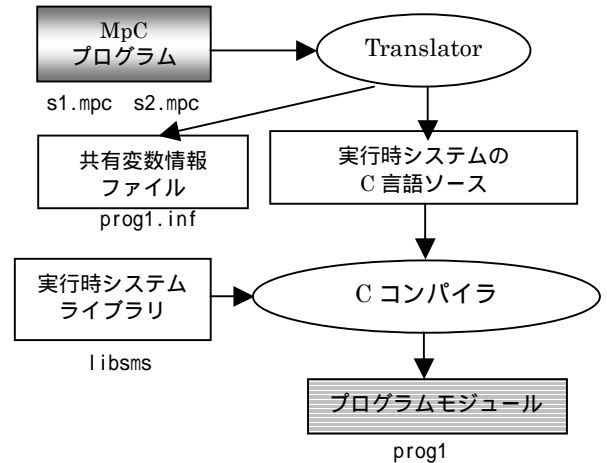 MpC
プログラム
Translator
s1.mpc s2.mpc
共有変数情報
ファイル
prog1.inf
実行時システムの
C 言語ソース
実行時システム
ライブラリ
libsms
C コンパイラ
プログラムモジュール
prog1